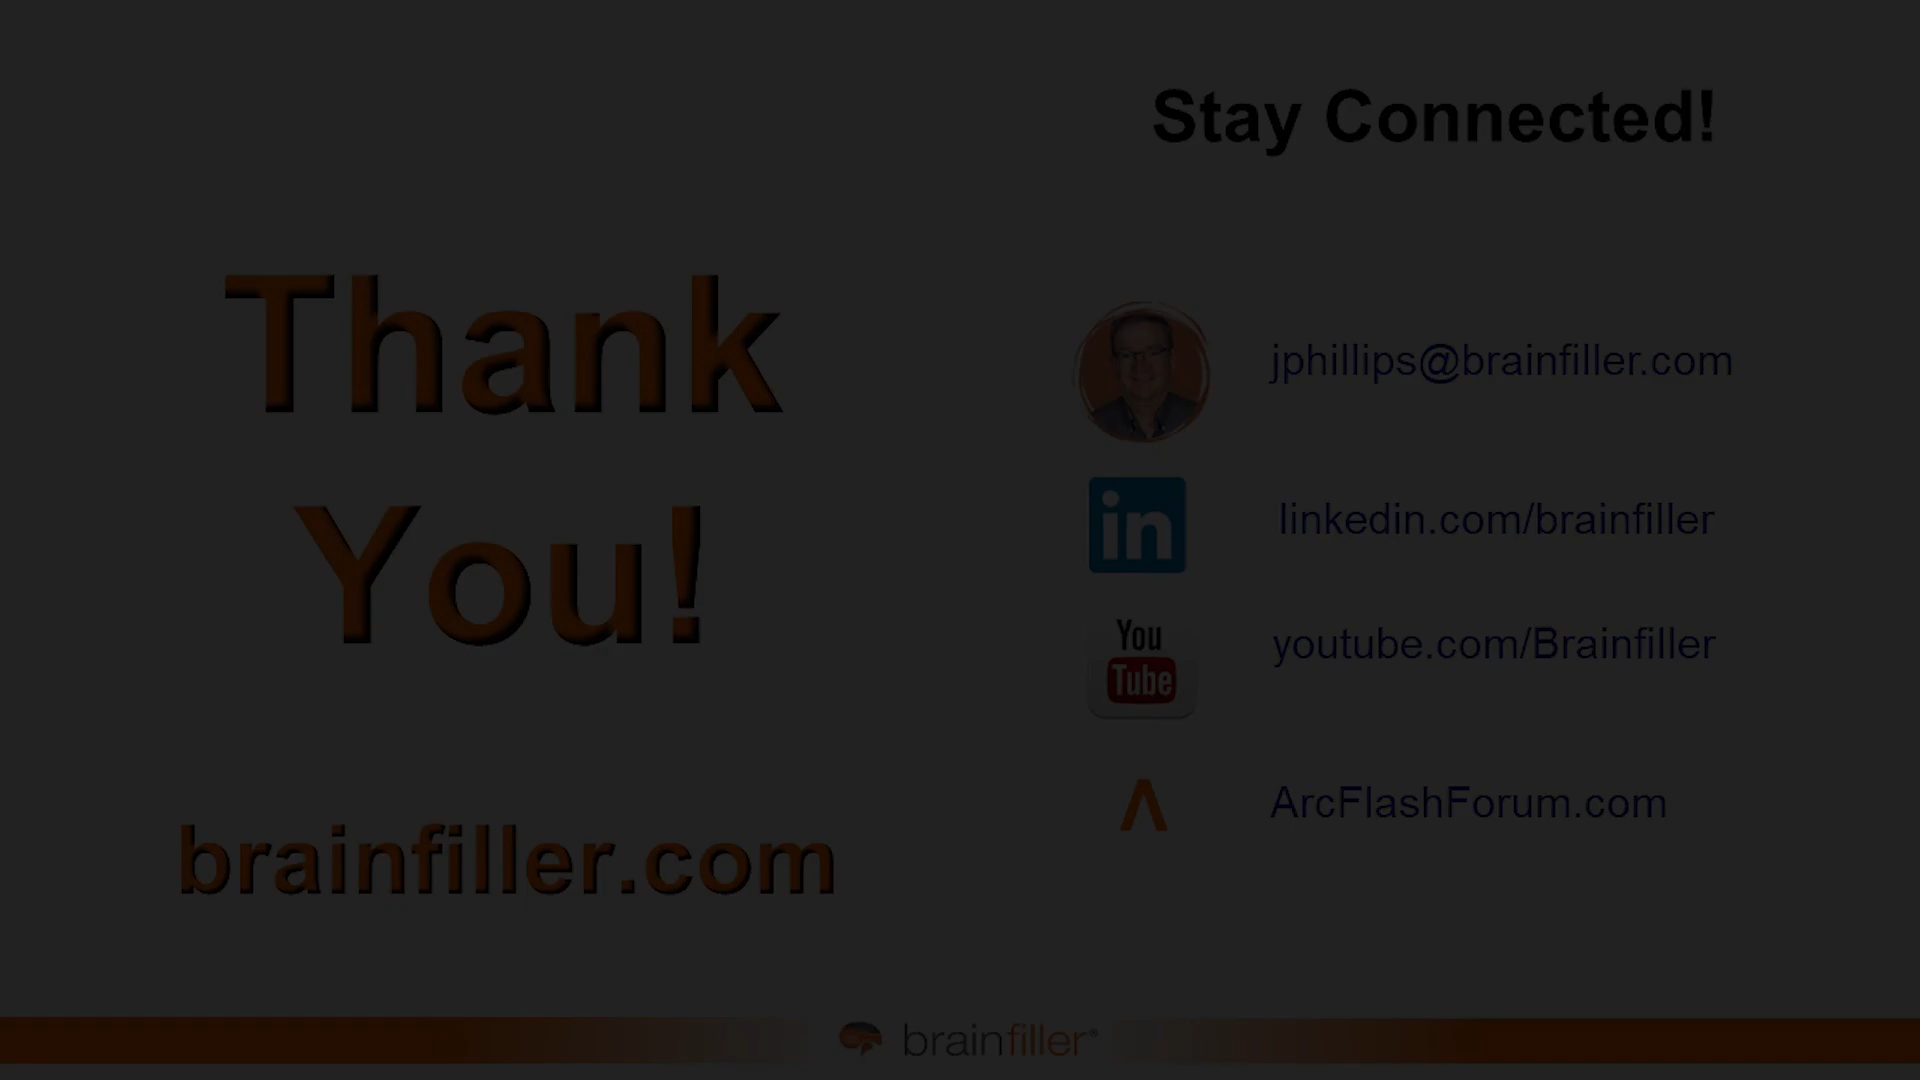 Stay Connected!
Thank
You!
brainfiller.com
jphillips@brainfiller.com
in
linkedin.com/brainfiller
You
Tube
youtube.com/Brainfiller
Λ
ArcFlashForum.com
brainfiller®